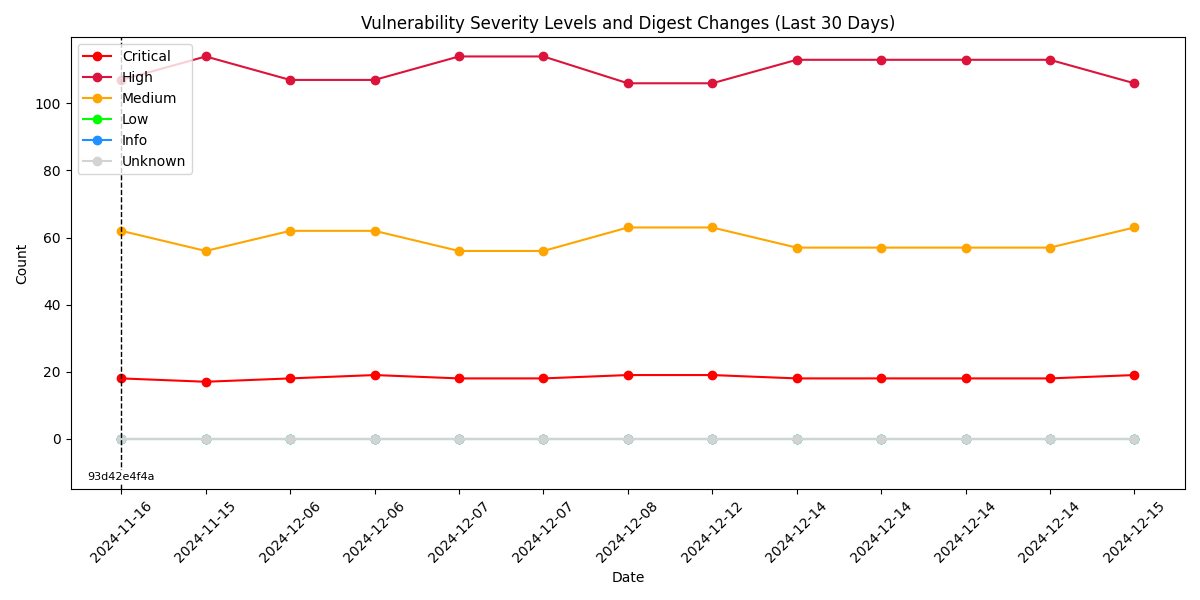 Vulnerability Severity Levels and Digest Changes (Last 30 Days)
Critical
High
Medium
Low
Info
Unknown
Count
100
80
60
40
20
0
93d42e4f4a
2024-11-16
2024-11-15
2024-12-06
2024-12-06
2024-12-07
2024-12-07
2024-12-08
2024-12-12
2024-12-14
2024-12-14
2024-12-14
2024-12-14
2024-12-15
Date